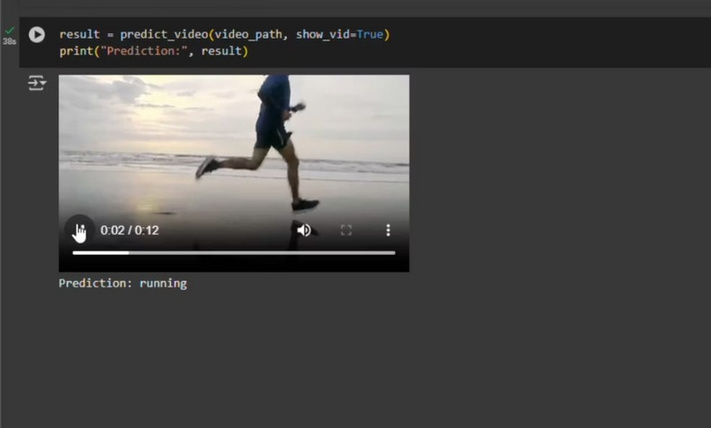 result = predict_video(video_path, show_vid=True)
38s
print("Prediction:", result)
0:02 / 0:12
Prediction: running